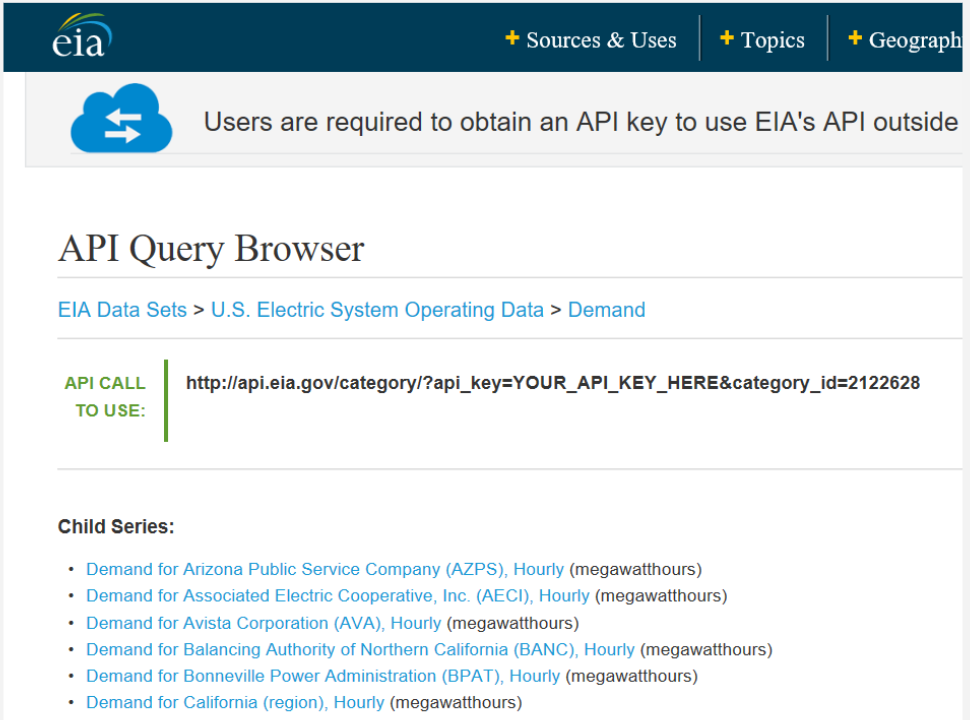 eia
+ Sources & Uses + Topics + Geograph
Users are required to obtain an API key to use EIA's API outside
API Query Browser
EIA Data Sets > U.S. Electric System Operating Data > Demand
API CALL
TO USE:
http://api.eia.gov/category/?api_key=YOUR_API_KEY_HERE&category_id=2122628
Child Series:
• Demand for Arizona Public Service Company (AZPS), Hourly (megawatthours)
• Demand for Associated Electric Cooperative, Inc. (AECI), Hourly (megawatthours)
• Demand for Avista Corporation (AVA), Hourly (megawatthours)
• Demand for Balancing Authority of Northern California (BANC), Hourly (megawatthours)
• Demand for Bonneville Power Administration (BPAT), Hourly (megawatthours)
• Demand for California (region), Hourly (megawatthours)